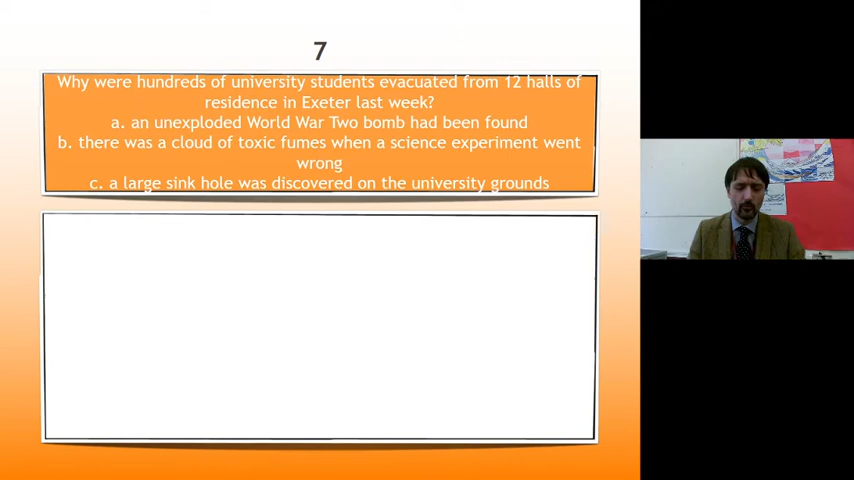 7
Why were hundreds of university students evacuated from 12 halls of
residence in Exeter last week?
a. an unexploded World War Two bomb had been found
b. there was a cloud of toxic fumes when a science experiment went
wrong
c. a large sink hole was discovered on the university grounds